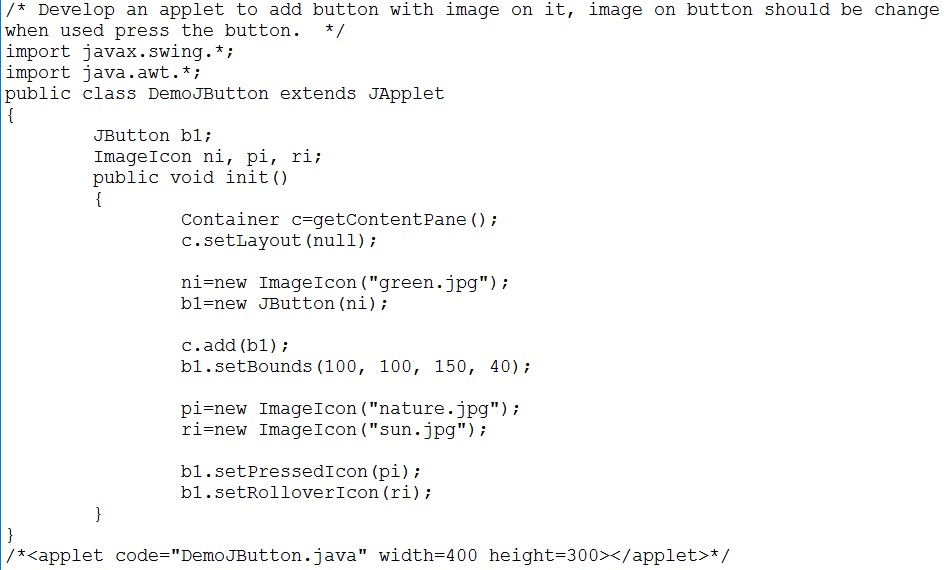 /* Develop an applet to add button with image on it, image on button should be change
when used press the button.  */
import javax.swing.*;
import java.awt.*;
public class DemoJButton extends JApplet
{
        JButton b1;
        ImageIcon ni, pi, ri;
        public void init()
        {
                Container c=getContentPane();
                c.setLayout(null);

                ni=new ImageIcon("green.jpg");
                b1=new JButton(ni);

                c.add(b1);
                b1.setBounds(100, 100, 150, 40);

                pi=new ImageIcon("nature.jpg");
                ri=new ImageIcon("sun.jpg");

                b1.setPressedIcon(pi);
                b1.setRolloverIcon(ri);
        }
}
/*<applet code="DemoJButton.java" width=400 height=300></applet>*/